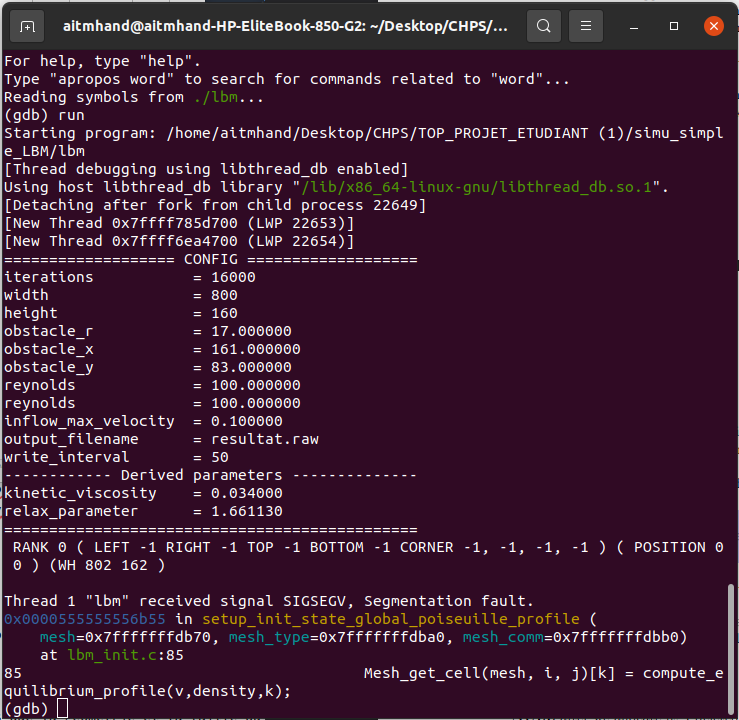 aitmhand@aitmhand-HP-EliteBook-850-G2: ~/Desktop/CHPS/...
For help, type "help".
Type "apropos word" to search for commands related to "word"...
Reading symbols from ./lbm...
(gdb) run
Starting program: /home/aitmhand/Desktop/CHPS/TOP_PROJET_ETUDIANT (1)/simu_simpl
e_LBM/lbm
[Thread debugging using libthread_db enabled]
Using host libthread_db library "/lib/x86_64-linux-gnu/libthread_db.so.1".
[Detaching after fork from child process 22649]
[New Thread 0x7ffff785d700 (LWP 22653)]
[New Thread 0x7ffff6ea4700 (LWP 22654)]
=================== CONFIG ===================
iterations           = 16000
width                = 800
height               = 160
obstacle_r           = 17.000000
obstacle_x           = 161.000000
obstacle_y           = 83.000000
reynolds             = 100.000000
reynolds             = 100.000000
inflow_max_velocity  = 0.100000
output_filename      = resultat.raw
write_interval       = 50
------------ Derived parameters --------------
kinetic_viscosity    = 0.034000
relax_parameter      = 1.661130
==============================================
 RANK 0 ( LEFT -1 RIGHT -1 TOP -1 BOTTOM -1 CORNER -1, -1, -1, -1 ) ( POSITION 0
 0 ) (WH 802 162 )
Thread 1 "lbm" received signal SIGSEGV, Segmentation fault.
0x0000555555556b55 in setup_init_state_global_poiseuille_profile (
    mesh=0x7fffffffdb70, mesh_type=0x7fffffffdba0, mesh_comm=0x7fffffffdbb0)
    at lbm_init.c:85
85                                      Mesh_get_cell(mesh, i, j)[k] = compute_e
quilibrium_profile(v,density,k);
(gdb)